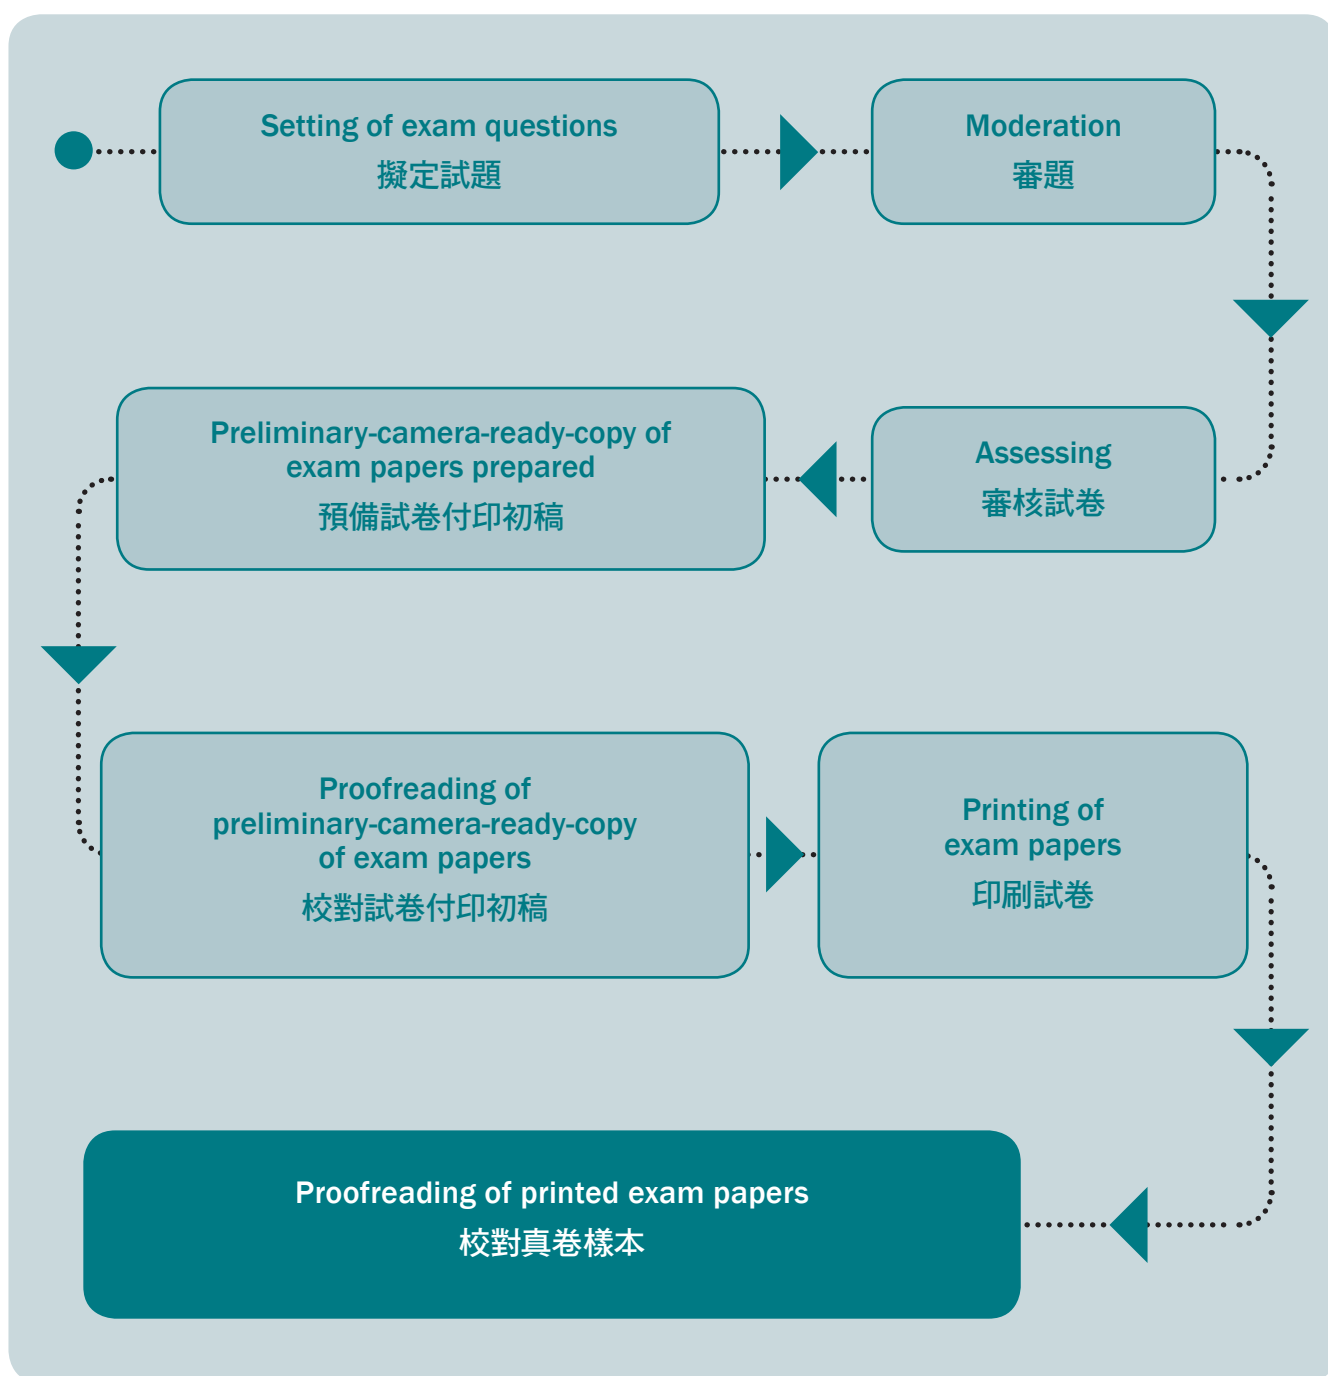 Setting of exam questions
擬定試題
Moderation
審題
Assessing
審核試卷
Preliminary-camera-ready-copy of
exam papers prepared
預備試卷付印初稿
Proofreading of
preliminary-camera-ready-copy
of exam papers
校對試卷付印初稿
Printing of
exam papers
印刷試卷
Proofreading of printed exam papers
校對真卷樣本